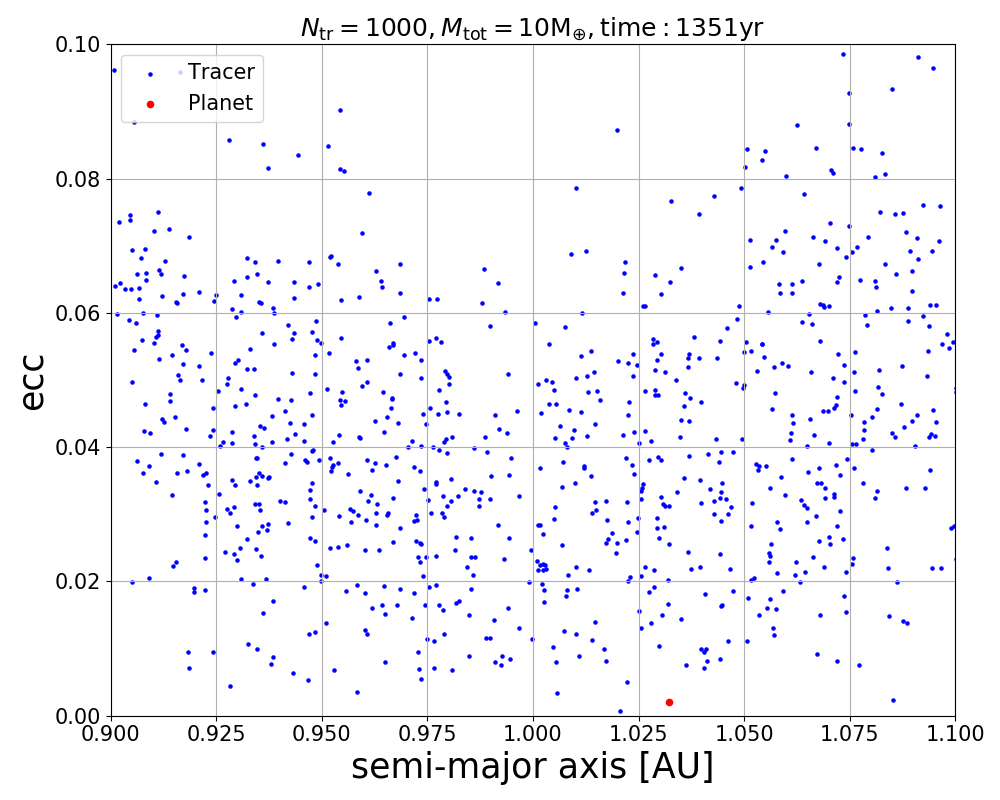 N_tr = 1000, M_tot = 10M_⊕, time : 1351yr
0.10
Tracer
Planet
0.08
0.06
ecc
0.04
0.02
0.00
0.900 0.925 0.950 0.975 1.000 1.025 1.050 1.075 1.100
semi-major axis [AU]